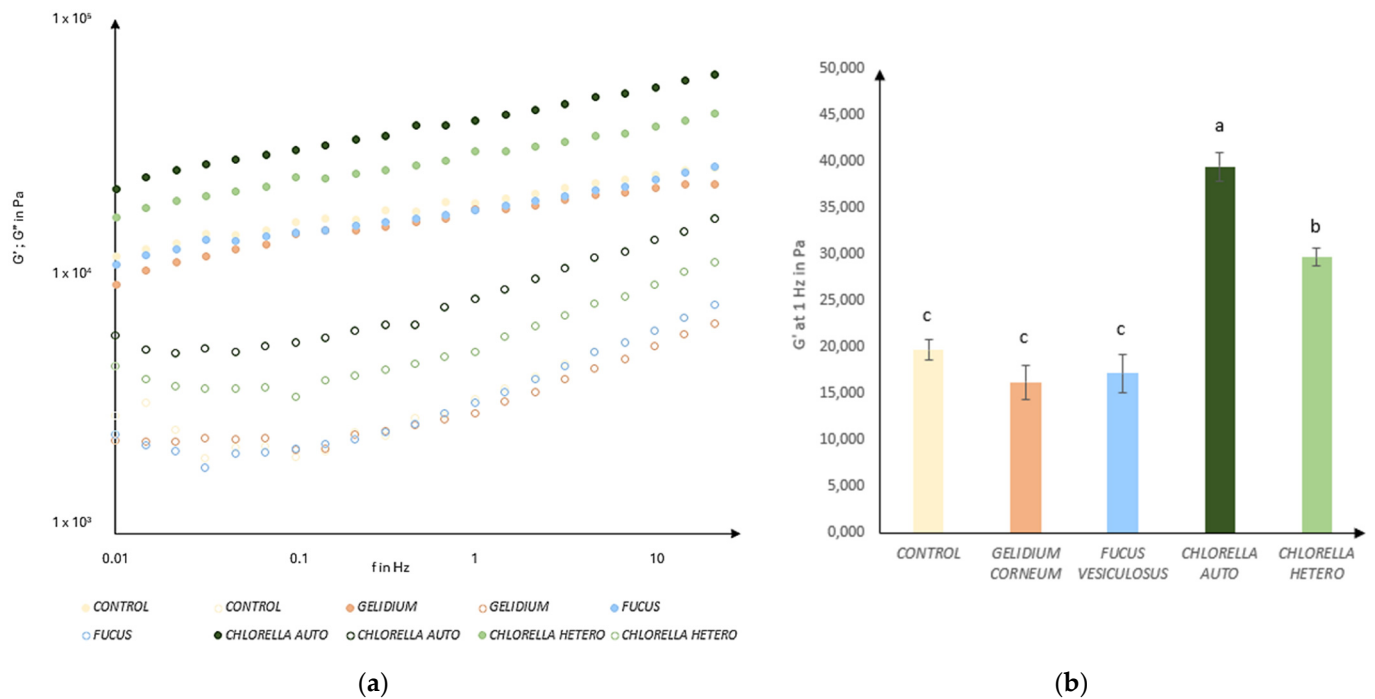 1 x 10⁵
G' ; G" in Pa
1 x 10⁴
1 x 10³
0.01 0.1 1 10
f in Hz
CONTROL CONTROL GELIDIUM GELIDIUM FUCUS
FUCUS CHLORELLA AUTO CHLORELLA AUTO CHLORELLA HETERO CHLORELLA HETERO
(a)
50,000
45,000
40,000
35,000
30,000
25,000
20,000
15,000
10,000
5,000
0,000
G' at 1 Hz in Pa
c c c a b
CONTROL GELIDIUM FUCUS CHLORELLA CHLORELLA
CORNEUM VESICULOSUS AUTO HETERO
(b)